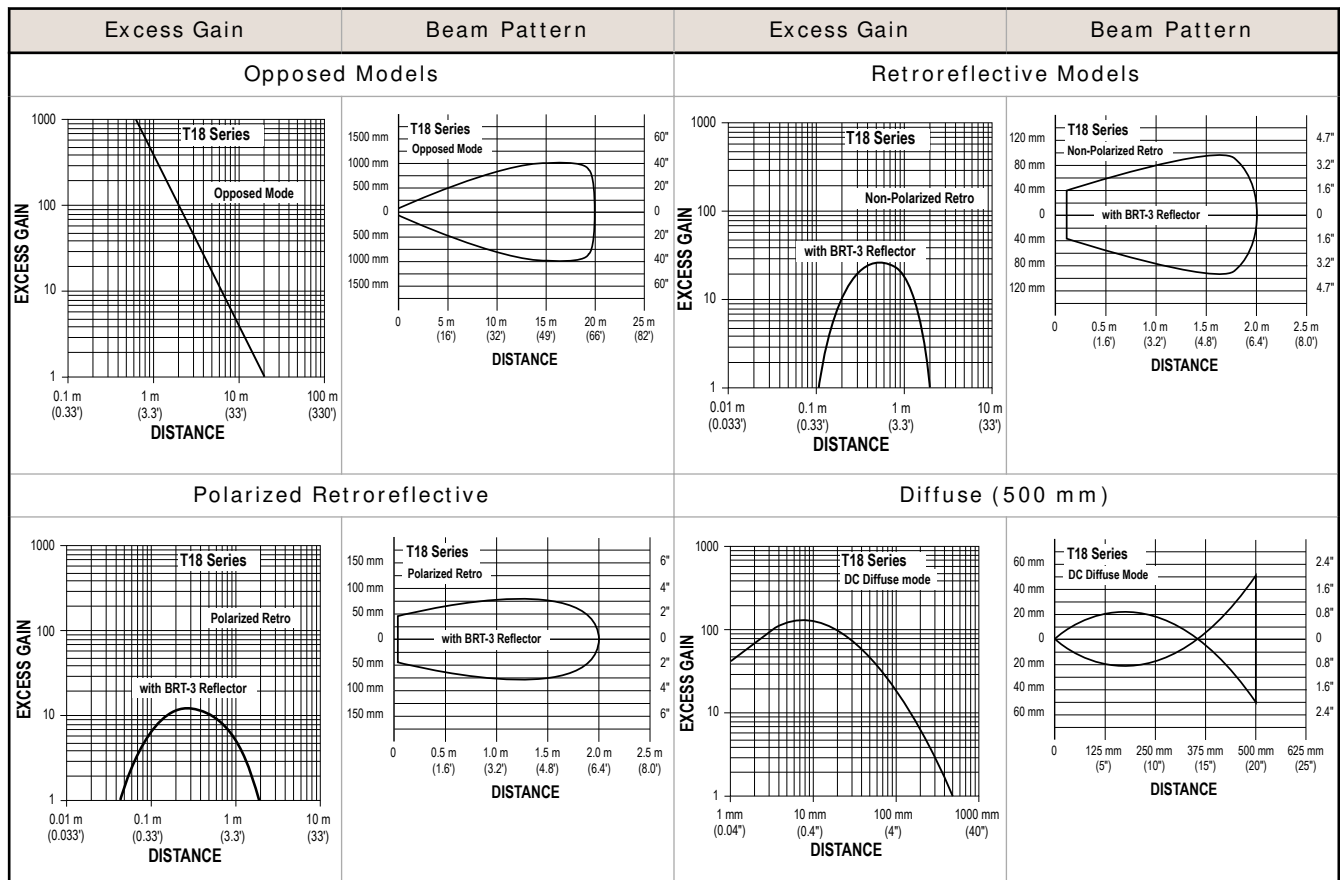 Excess Gain
Beam Pattern
Excess Gain
Beam Pattern
Opposed Models
Retroreflective Models
1000
100
10
1
EXCESS GAIN
T18 Series
Opposed Mode
0.1 m
(0.33')
1 m
(3.3')
10 m
(33')
100 m
(330')
DISTANCE
1500 mm
1000 mm
500 mm
0
500 mm
1000 mm
1500 mm
T18 Series
Opposed Mode
60"
40"
20"
0
20"
40"
60"
0
5 m
(16')
10 m
(32')
15 m
(49')
20 m
(66')
25 m
(82')
DISTANCE
1000
100
10
1
EXCESS GAIN
T18 Series
Non-Polarized Retro
with BRT-3 Reflector
0.01 m
(0.033')
0.1 m
(0.33')
1 m
(3.3')
10 m
(33')
DISTANCE
120 mm
80 mm
40 mm
0
40 mm
80 mm
120 mm
T18 Series
Non-Polarized Retro
with BRT-3 Reflector
4.7"
3.2"
1.6"
0
1.6"
3.2"
4.7"
0
0.5 m
(1.6')
1.0 m
(3.2')
1.5 m
(4.8')
2.0 m
(6.4')
2.5 m
(8.0')
DISTANCE
Polarized Retroreflective
Diffuse (500 mm)
1000
100
10
1
EXCESS GAIN
T18 Series
Polarized Retro
with BRT-3 Reflector
0.01 m
(0.033')
0.1 m
(0.33')
1 m
(3.3')
10 m
(33')
DISTANCE
150 mm
100 mm
50 mm
0
50 mm
100 mm
150 mm
T18 Series
Polarized Retro
with BRT-3 Reflector
6"
4"
2"
0
2"
4"
6"
0
0.5 m
(1.6')
1.0 m
(3.2')
1.5 m
(4.8')
2.0 m
(6.4')
2.5 m
(8.0')
DISTANCE
1000
100
10
1
EXCESS GAIN
T18 Series
DC Diffuse mode
1 mm
(0.04")
10 mm
(0.4")
100 mm
(4")
1000 mm
(40")
DISTANCE
60 mm
40 mm
20 mm
0
20 mm
40 mm
60 mm
T18 Series
DC Diffuse Mode
2.4"
1.6"
0.8"
0
0.8"
1.6"
2.4"
0
125 mm
(5")
250 mm
(10")
375 mm
(15")
500 mm
(20")
625 mm
(25")
DISTANCE